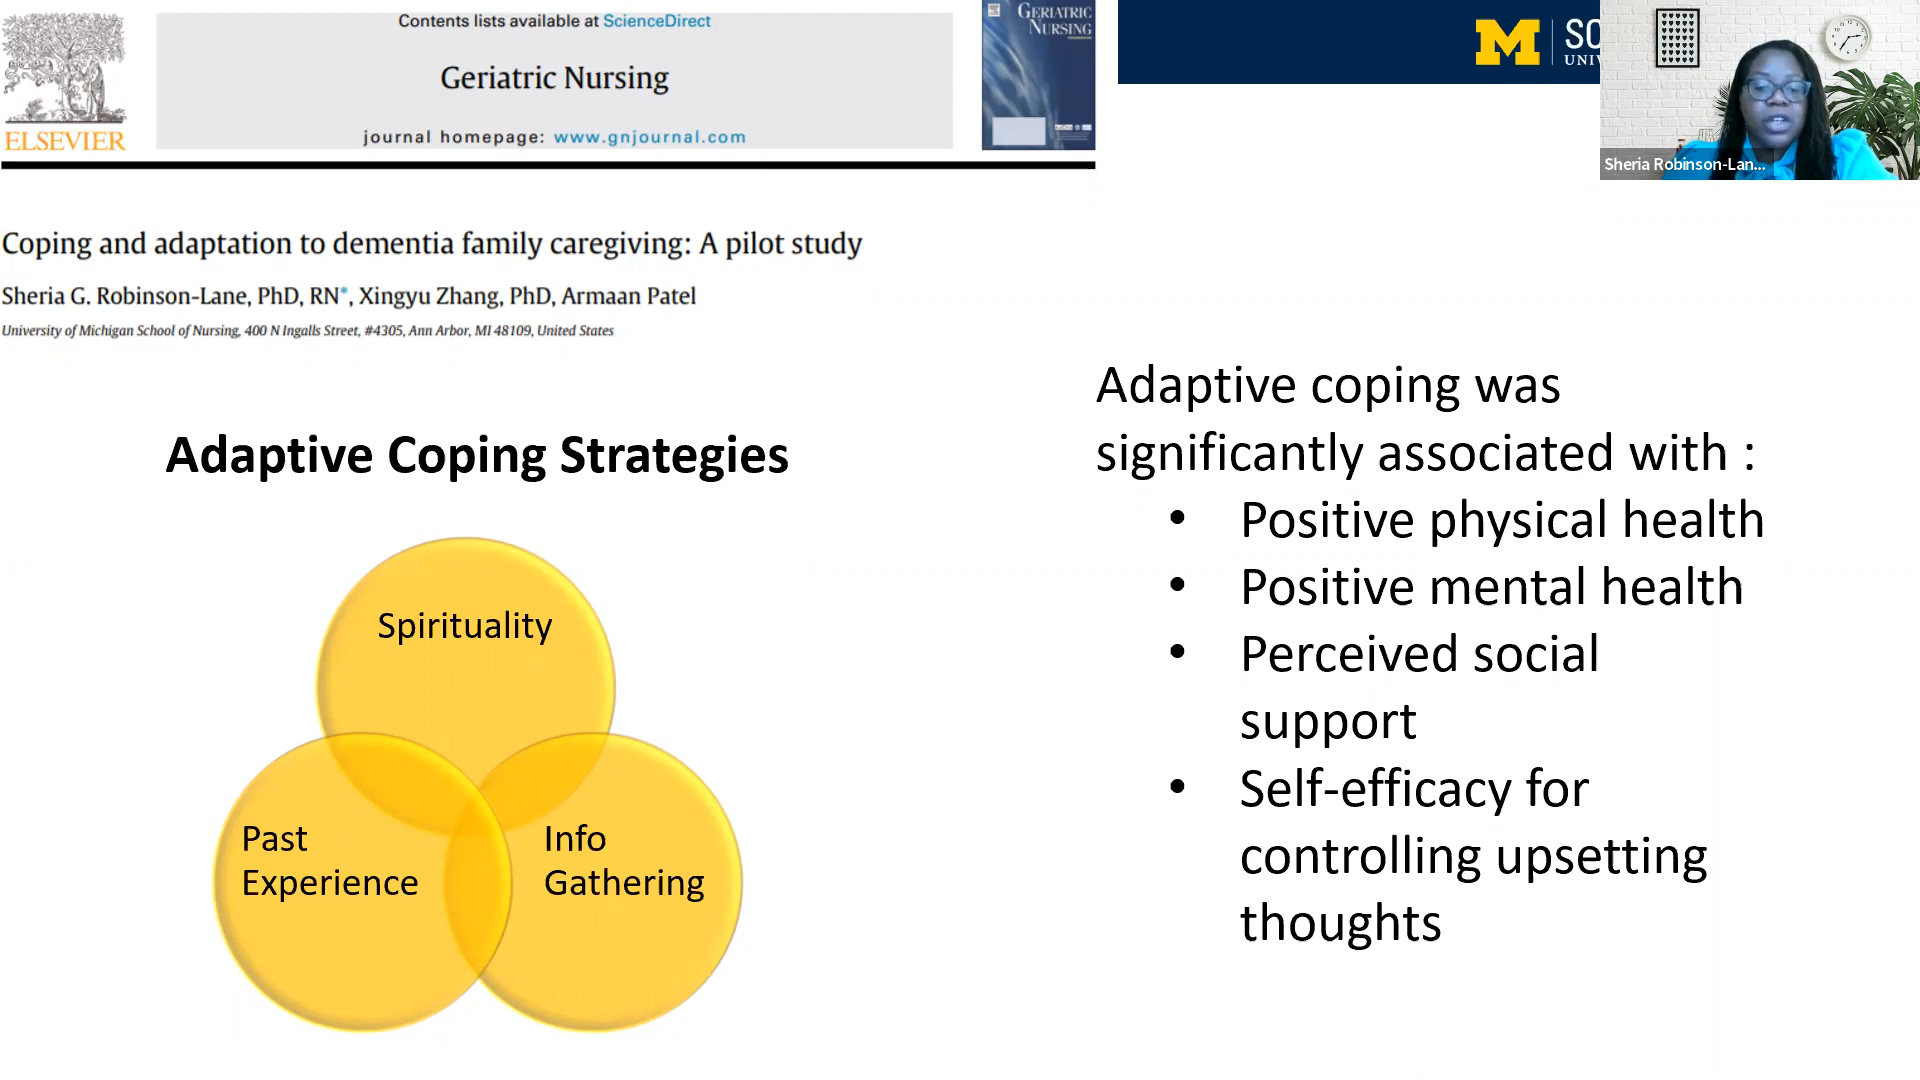 Contents lists available at ScienceDirect
Geriatric Nursing
journal homepage: www.gnjournal.com
ELSEVIER
GERIATRIC
NURSING
M
SC
UNIV
Sheria Robinson-Lan...
Coping and adaptation to dementia family caregiving: A pilot study
Sheria G. Robinson-Lane, PhD, RN*, Xingyu Zhang, PhD, Armaan Patel
University of Michigan School of Nursing, 400 N Ingalls Street, #4305, Ann Arbor, MI 48109, United States
Adaptive Coping Strategies
Spirituality
Past
Experience
Info
Gathering
Adaptive coping was
significantly associated with :
• Positive physical health
• Positive mental health
• Perceived social
support
• Self-efficacy for
controlling upsetting
thoughts